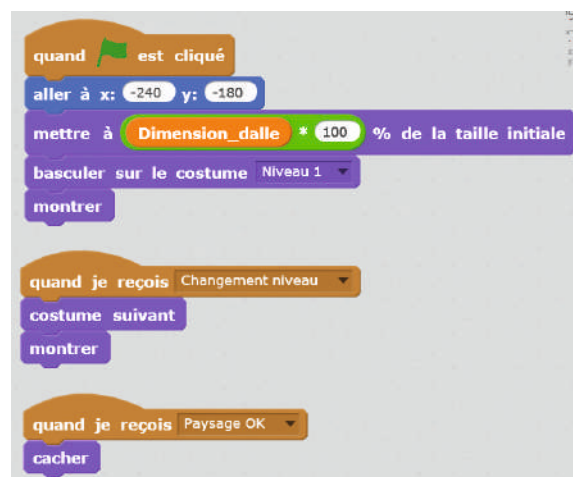 quand est cliqué
aller à x: -240 y: -180
mettre à Dimension_dalle * 100 % de la taille initiale
basculer sur le costume Niveau 1
montrer
quand je reçois Changement niveau
costume suivant
montrer
quand je reçois Paysage OK
cacher